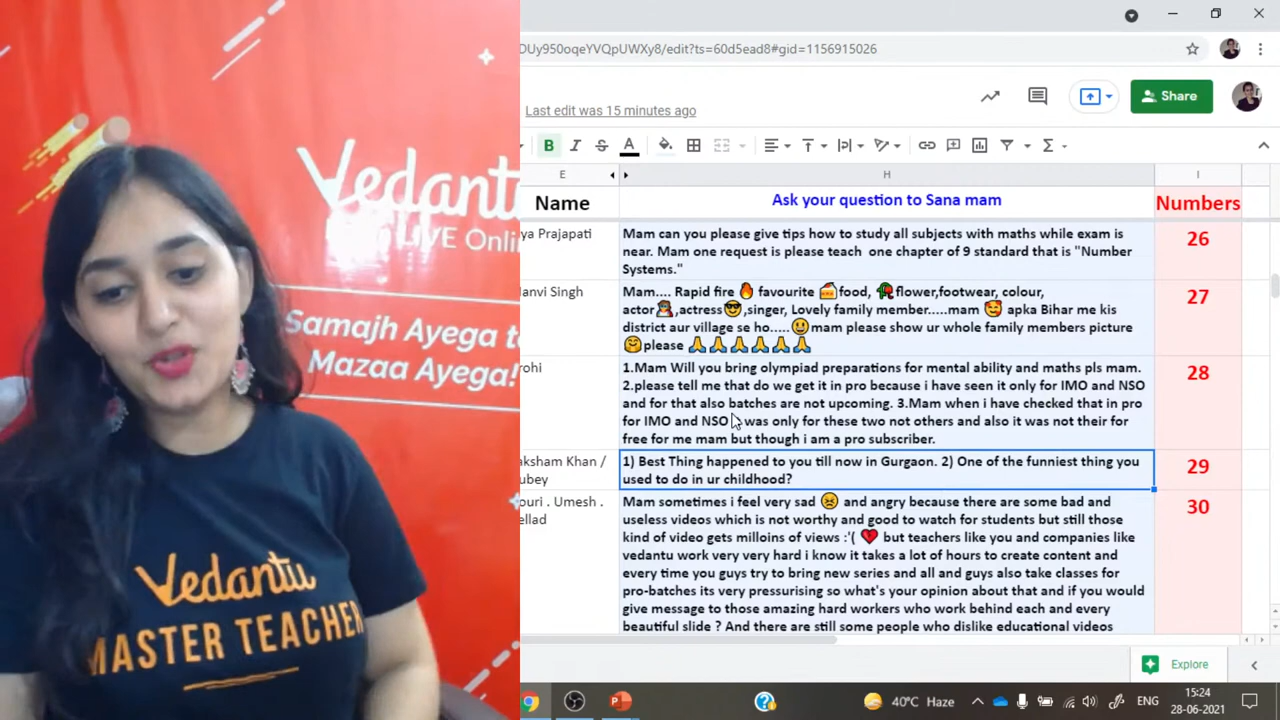 Vedantu
LIVE Onli
Samajh Ayega t
Mazaa Ayega!
Vedantu
MASTER TEACHER
DUy950oqeYVQpUWXy8/edit?ts=60d5ead8#gid=1156915026
Last edit was 15 minutes ago
Share
B I S A
E H I
Name Ask your question to Sana mam Numbers
ya Prajapati
Mam can you please give tips how to study all subjects with maths while exam is
near. Mam one request is please teach one chapter of 9 standard that is "Number
Systems."
26
anvi Singh
Mam.... Rapid fire 🔥 favourite 🍰food, 🌹flower,footwear, colour,
actor,actress😎,singer, Lovely family member.....mam 🥰 apka Bihar me kis
district aur village se ho.....😃mam please show ur whole family members picture
🤗please 🙏🙏🙏🙏🙏🙏
27
rohi
1.Mam Will you bring olympiad preparations for mental ability and maths pls mam.
2.please tell me that do we get it in pro because i have seen it only for IMO and NSO
and for that also batches are not upcoming. 3.Mam when i have checked that in pro
for IMO and NSO was only for these two not others and also it was not their for
free for me mam but though i am a pro subscriber.
28
aksham Khan /
ubey
1) Best Thing happened to you till now in Gurgaon. 2) One of the funniest thing you
used to do in ur childhood?
29
ouri . Umesh .
ellad
Mam sometimes i feel very sad 😣 and angry because there are some bad and
useless videos which is not worthy and good to watch for students but still those
kind of video gets milloins of views :'( 💔 but teachers like you and companies like
vedantu work very very hard i know it takes a lot of hours to create content and
every time you guys try to bring new series and all and guys also take classes for
pro-batches its very pressurising so what's your opinion about that and if you would
give message to those amazing hard workers who work behind each and every
beautiful slide ? And there are still some people who dislike educational videos
30
Explore
40°C Haze
ENG
15:24
28-06-2021